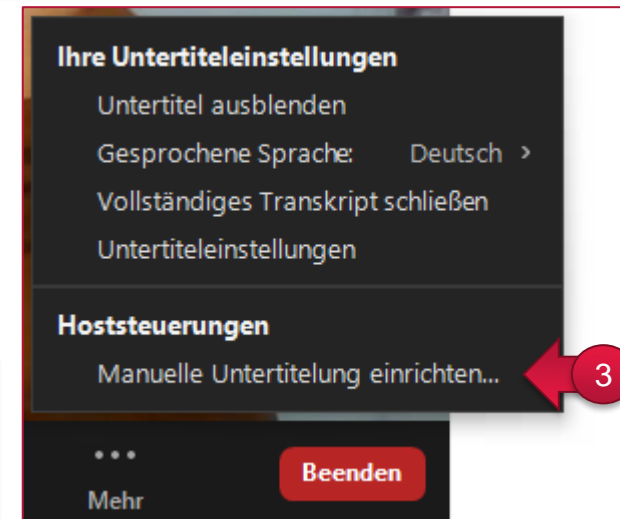 Ihre Untertiteleinstellungen
Untertitel ausblenden
Gesprochene Sprache: Deutsch >
Vollständiges Transkript schließen
Untertiteleinstellungen
Hoststeuerungen
Manuelle Untertitelung einrichten...
3
Mehr
Beenden